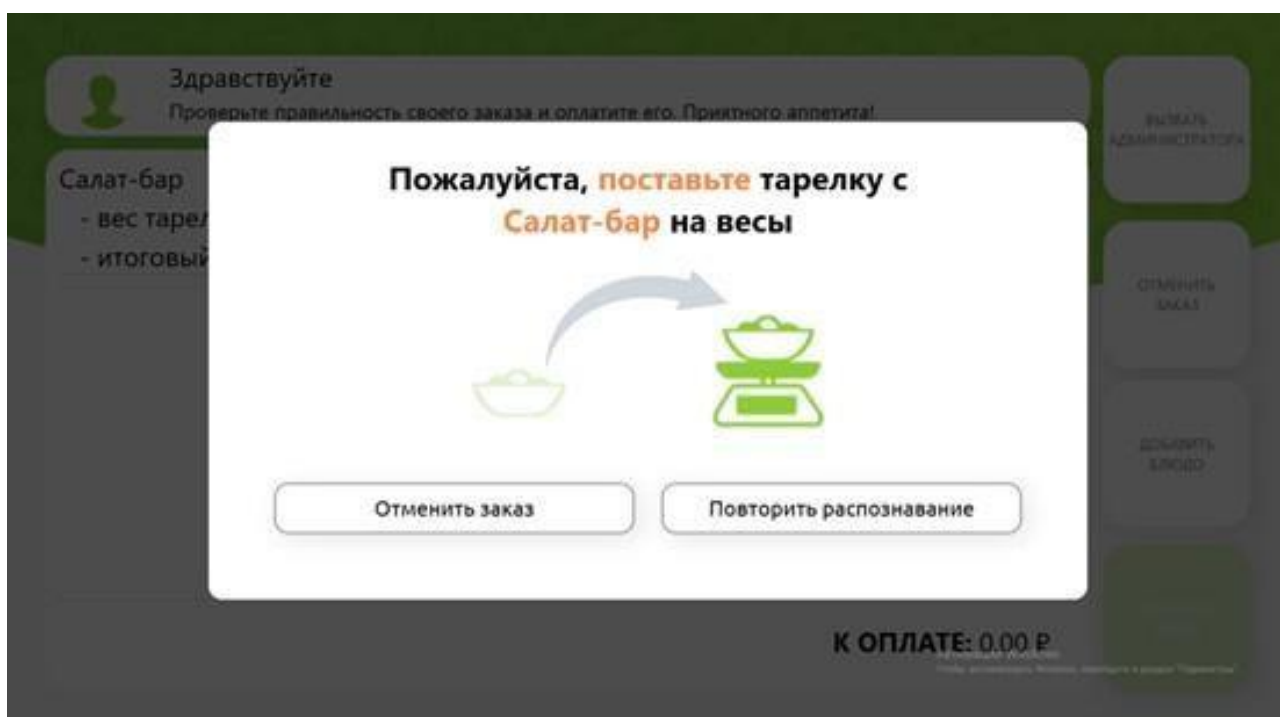 Здравствуйте
Проверьте правильность своего заказа и оплатите его. Приятного аппетита!
ВЫЗВАТЬ
АДМИНИСТРАТОРА
Салат-бар
- вес тарел
- итоговый
Пожалуйста, поставьте тарелку с
Салат-бар на весы
ОТМЕНИТЬ
ЗАКАЗ
ДОБАВИТЬ
БЛЮДО
Отменить заказ
Повторить распознавание
К ОПЛАТЕ: 0.00 ₽